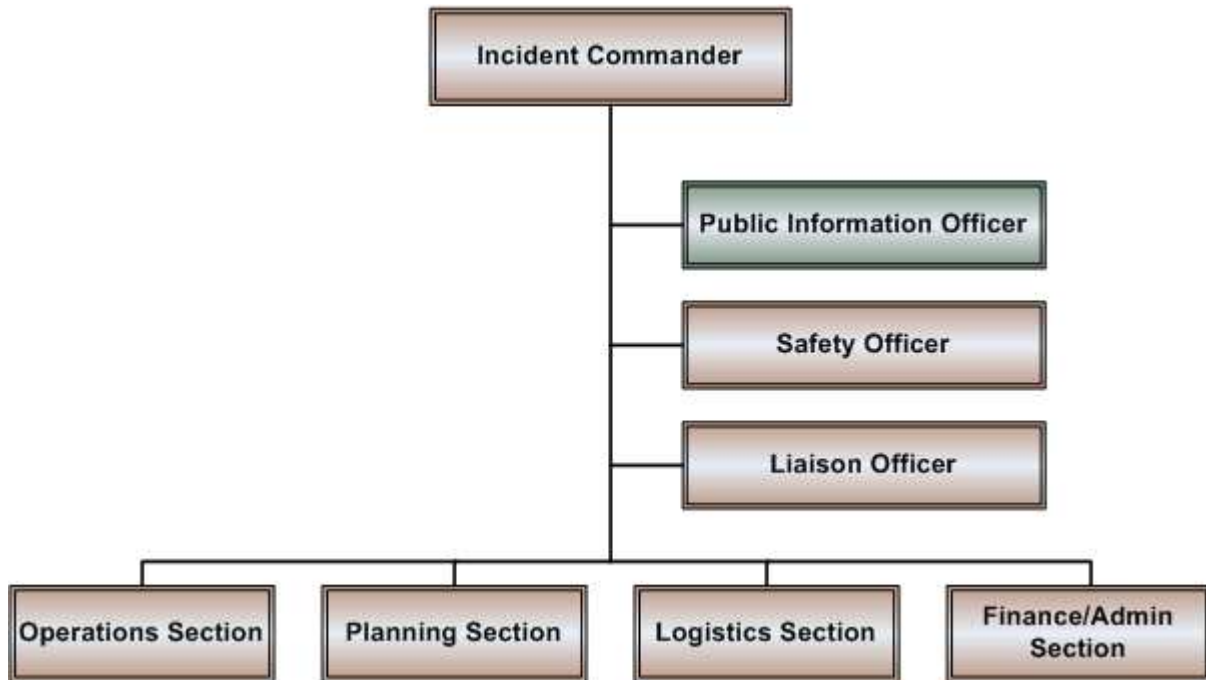 Incident Commander
Public Information Officer
Safety Officer
Liaison Officer
Operations Section
Planning Section
Logistics Section
Finance/Admin
Section